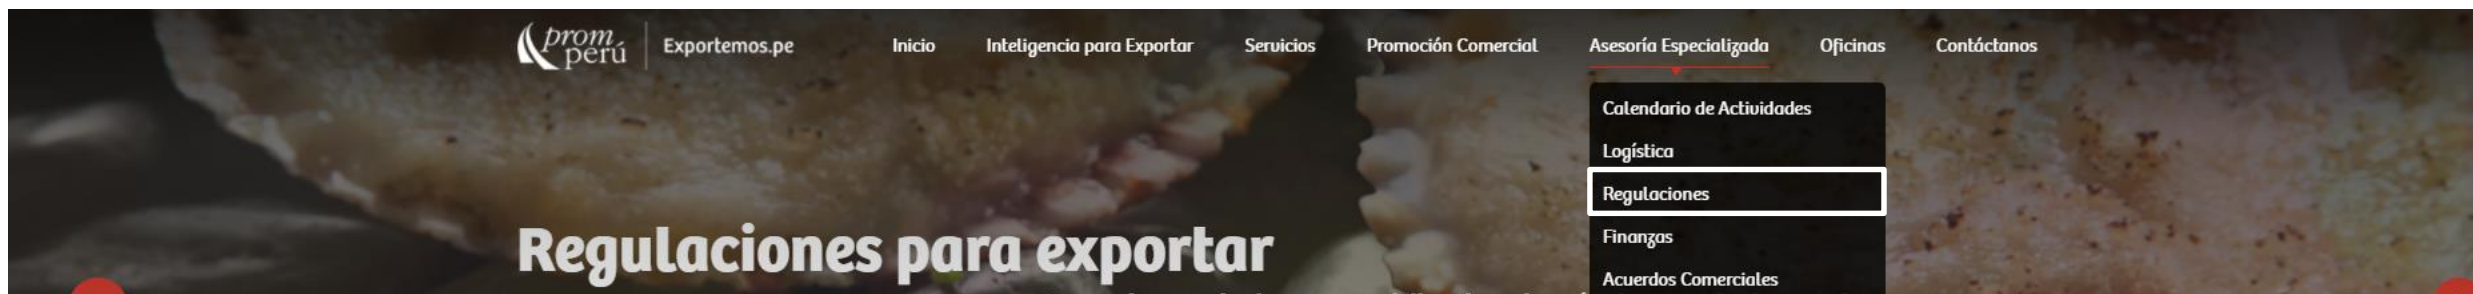 prom
perú
Exportemos.pe
Inicio
Inteligencia para Exportar
Servicios
Promoción Comercial
Asesoría Especializada
Oficinas
Contáctanos
Calendario de Actividades
Logística
Regulaciones
Finanzas
Acuerdos Comerciales
Regulaciones para exportar